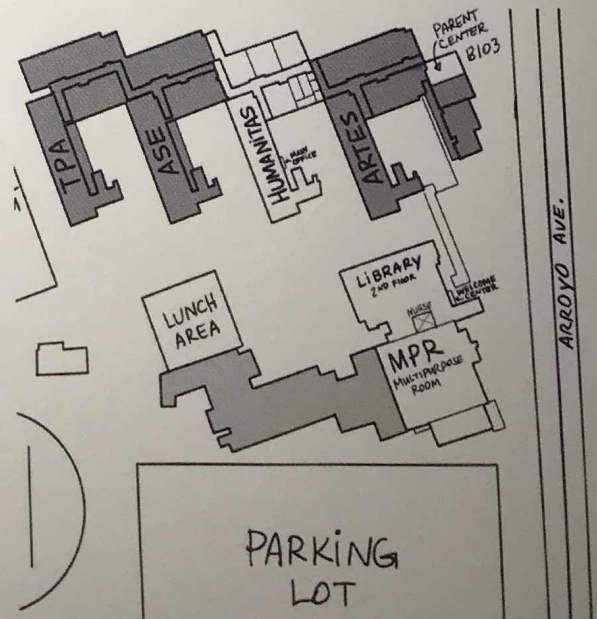 PARENT
CENTER
B103
TPA
ASE
HUMANITAS
MAIN
OFFICE
ARTES
LIBRARY
2ND FLOOR
WELCOME
CENTER
NURSE
LUNCH
AREA
MPR
MULTIPURPOSE
ROOM
ARROYO AVE.
PARKING
LOT